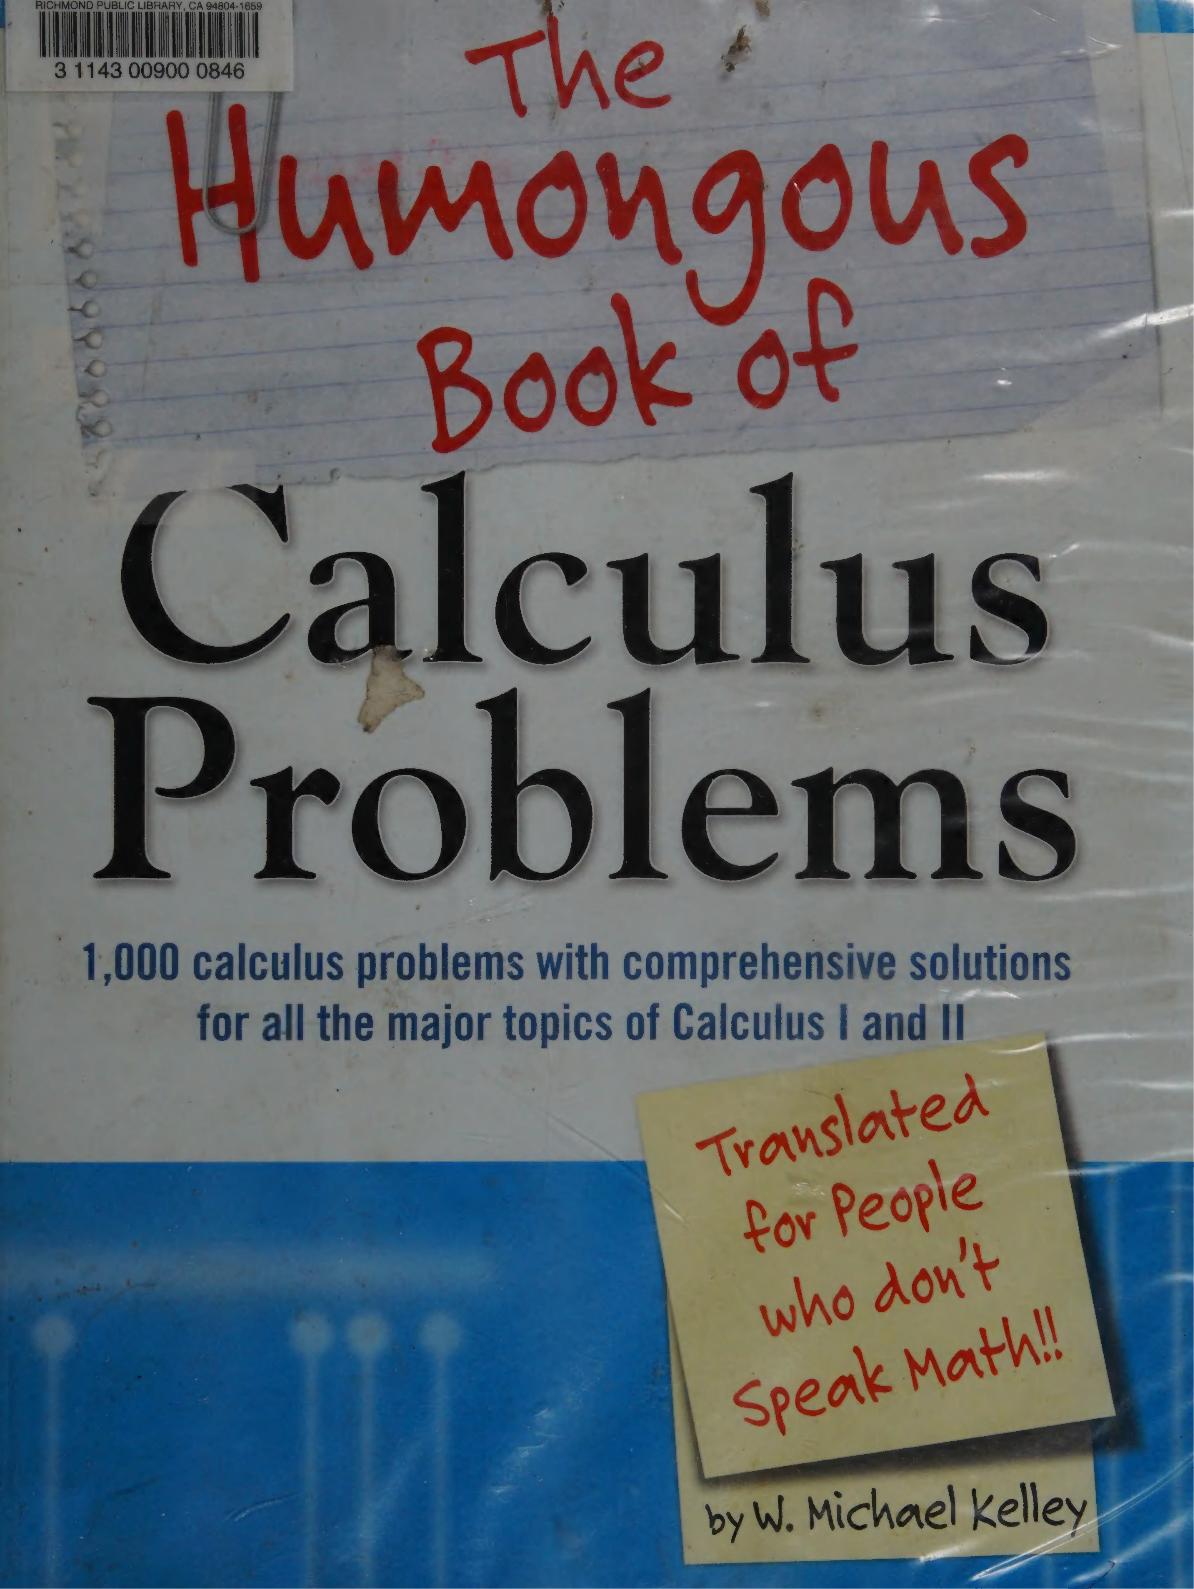 RICHMOND PUBLIC LIBRARY, CA 94804-1659
3 1143 00900 0846
The
Humongous
Book of
Calculus
Problems
1,000 calculus problems with comprehensive solutions
for all the major topics of Calculus I and II
Translated
for People
who don't
Speak Math!!
by W. Michael Kelley